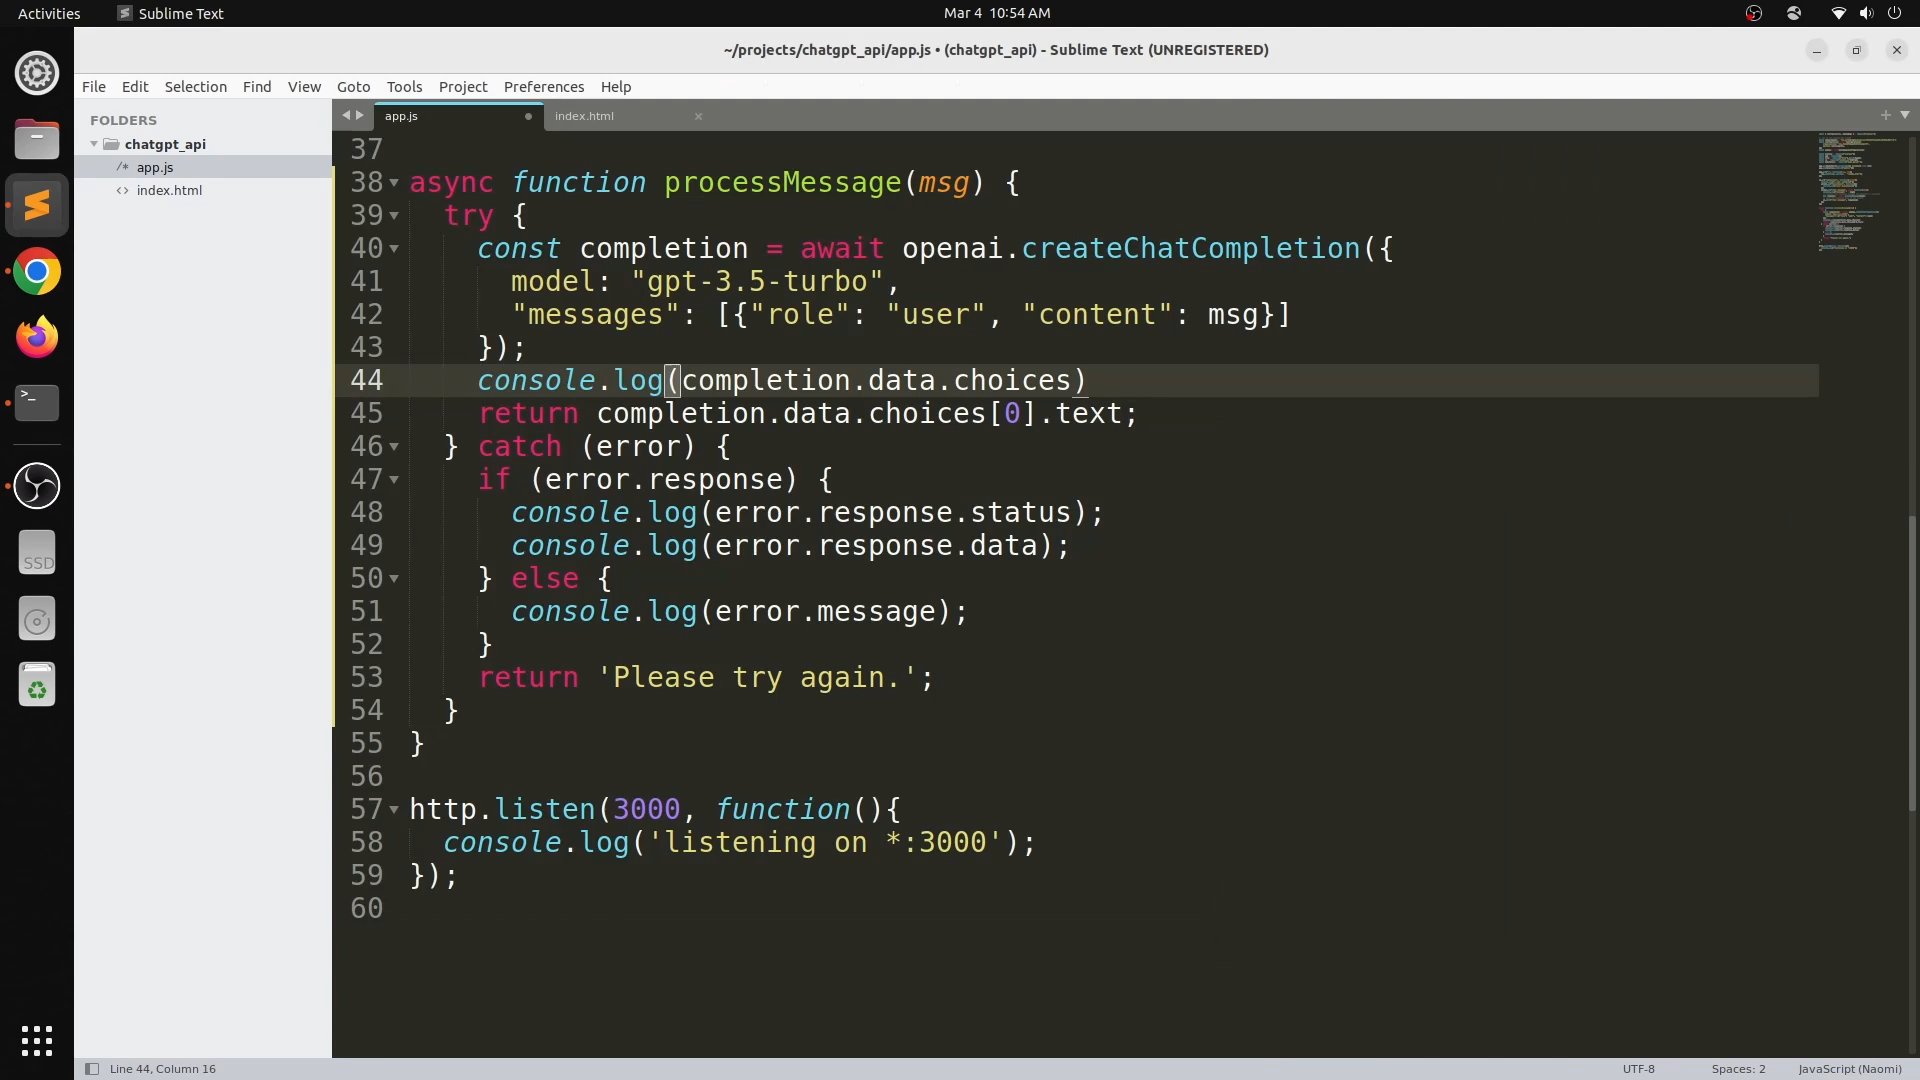 Activities
Sublime Text
Mar 4 10:54 AM
~/projects/chatgpt_api/app.js • (chatgpt_api) - Sublime Text (UNREGISTERED)
File Edit Selection Find View Goto Tools Project Preferences Help
FOLDERS
chatgpt_api
/* app.js
<> index.html
app.js
index.html
37
38 async function processMessage(msg) {
39   try {
40     const completion = await openai.createChatCompletion({
41       model: "gpt-3.5-turbo",
42       "messages": [{"role": "user", "content": msg}]
43     });
44     console.log(completion.data.choices)
45     return completion.data.choices[0].text;
46   } catch (error) {
47     if (error.response) {
48       console.log(error.response.status);
49       console.log(error.response.data);
50     } else {
51       console.log(error.message);
52     }
53     return 'Please try again.';
54   }
55 }
56
57 http.listen(3000, function(){
58   console.log('listening on *:3000');
59 });
60
SSD
Line 44, Column 16
UTF-8
Spaces: 2
JavaScript (Naomi)